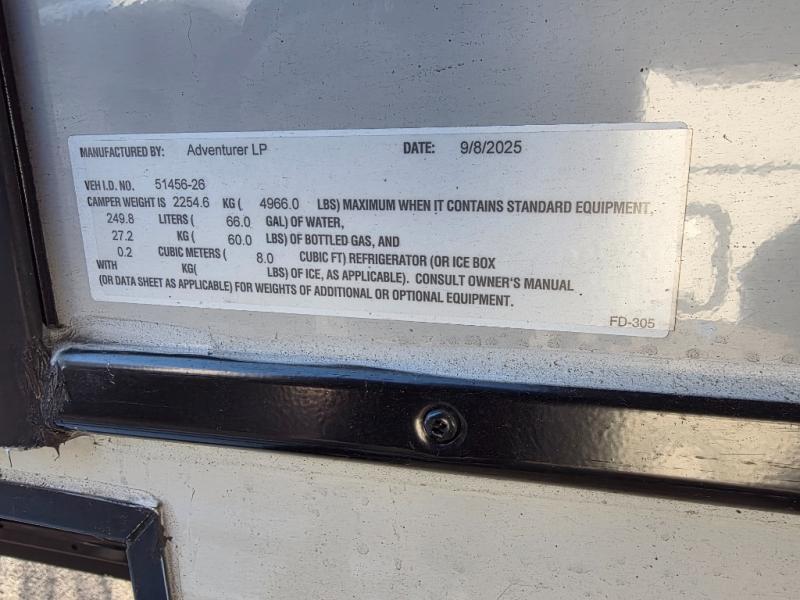 MANUFACTURED BY: Adventurer LP DATE: 9/8/2025
VEH I.D. NO. 51456-26
CAMPER WEIGHT IS 2254.6 KG ( 4966.0 LBS) MAXIMUM WHEN IT CONTAINS STANDARD EQUIPMENT,
249.8 LITERS ( 66.0 GAL) OF WATER,
27.2 KG ( 60.0 LBS) OF BOTTLED GAS, AND
0.2 CUBIC METERS ( 8.0 CUBIC FT) REFRIGERATOR (OR ICE BOX
WITH KG( LBS) OF ICE, AS APPLICABLE). CONSULT OWNER'S MANUAL
(OR DATA SHEET AS APPLICABLE) FOR WEIGHTS OF ADDITIONAL OR OPTIONAL EQUIPMENT.
FD-305